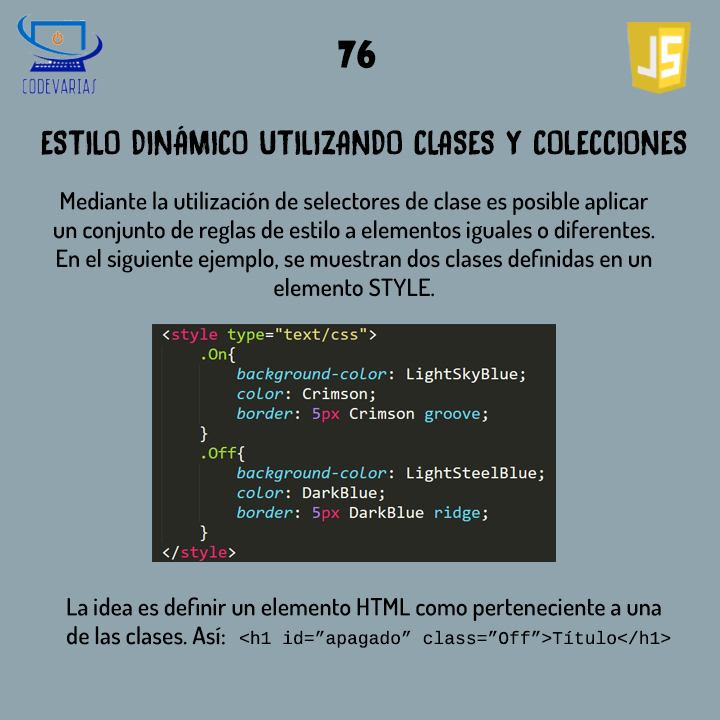 CODEVARIAS
76
JS
ESTILO DINÁMICO UTILIZANDO CLASES Y COLECCIONES
Mediante la utilización de selectores de clase es posible aplicar
un conjunto de reglas de estilo a elementos iguales o diferentes.
En el siguiente ejemplo, se muestran dos clases definidas en un
elemento STYLE.
<style type="text/css">
.On{
background-color: LightSkyBlue;
color: Crimson;
border: 5px Crimson groove;
}
.Off{
background-color: LightSteelBlue;
color: DarkBlue;
border: 5px DarkBlue ridge;
}
</style>
La idea es definir un elemento HTML como perteneciente a una
de las clases. Así: <h1 id=”apagado” class=”Off”>Título</h1>